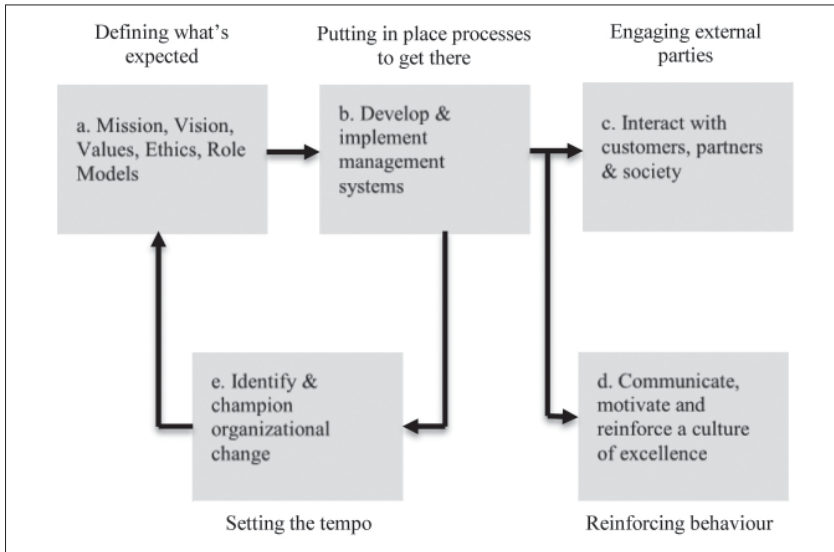 Defining what's
expected
Putting in place processes
to get there
Engaging external
parties
a. Mission, Vision,
Values, Ethics, Role
Models
b. Develop &
implement
management
systems
c. Interact with
customers, partners
& society
e. Identify &
champion
organizational
change
d. Communicate,
motivate and
reinforce a culture
of excellence
Setting the tempo
Reinforcing behaviour